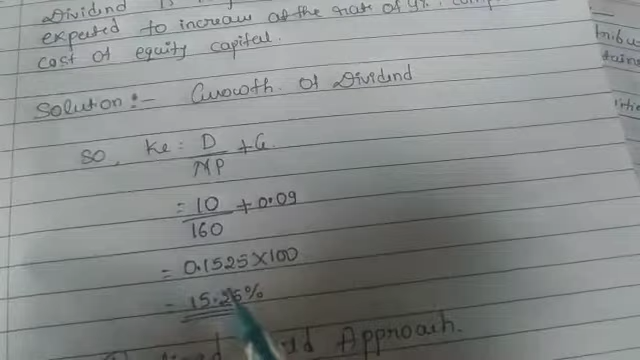 Dividend is
expected to increase at the rate of 9%.
cost of equity capital.
Solution:- Growth of Dividend
So, Ke = D/MP + G.
= 10/160 + 0.09
= 0.1525 × 100
= 15.25%
Approach.